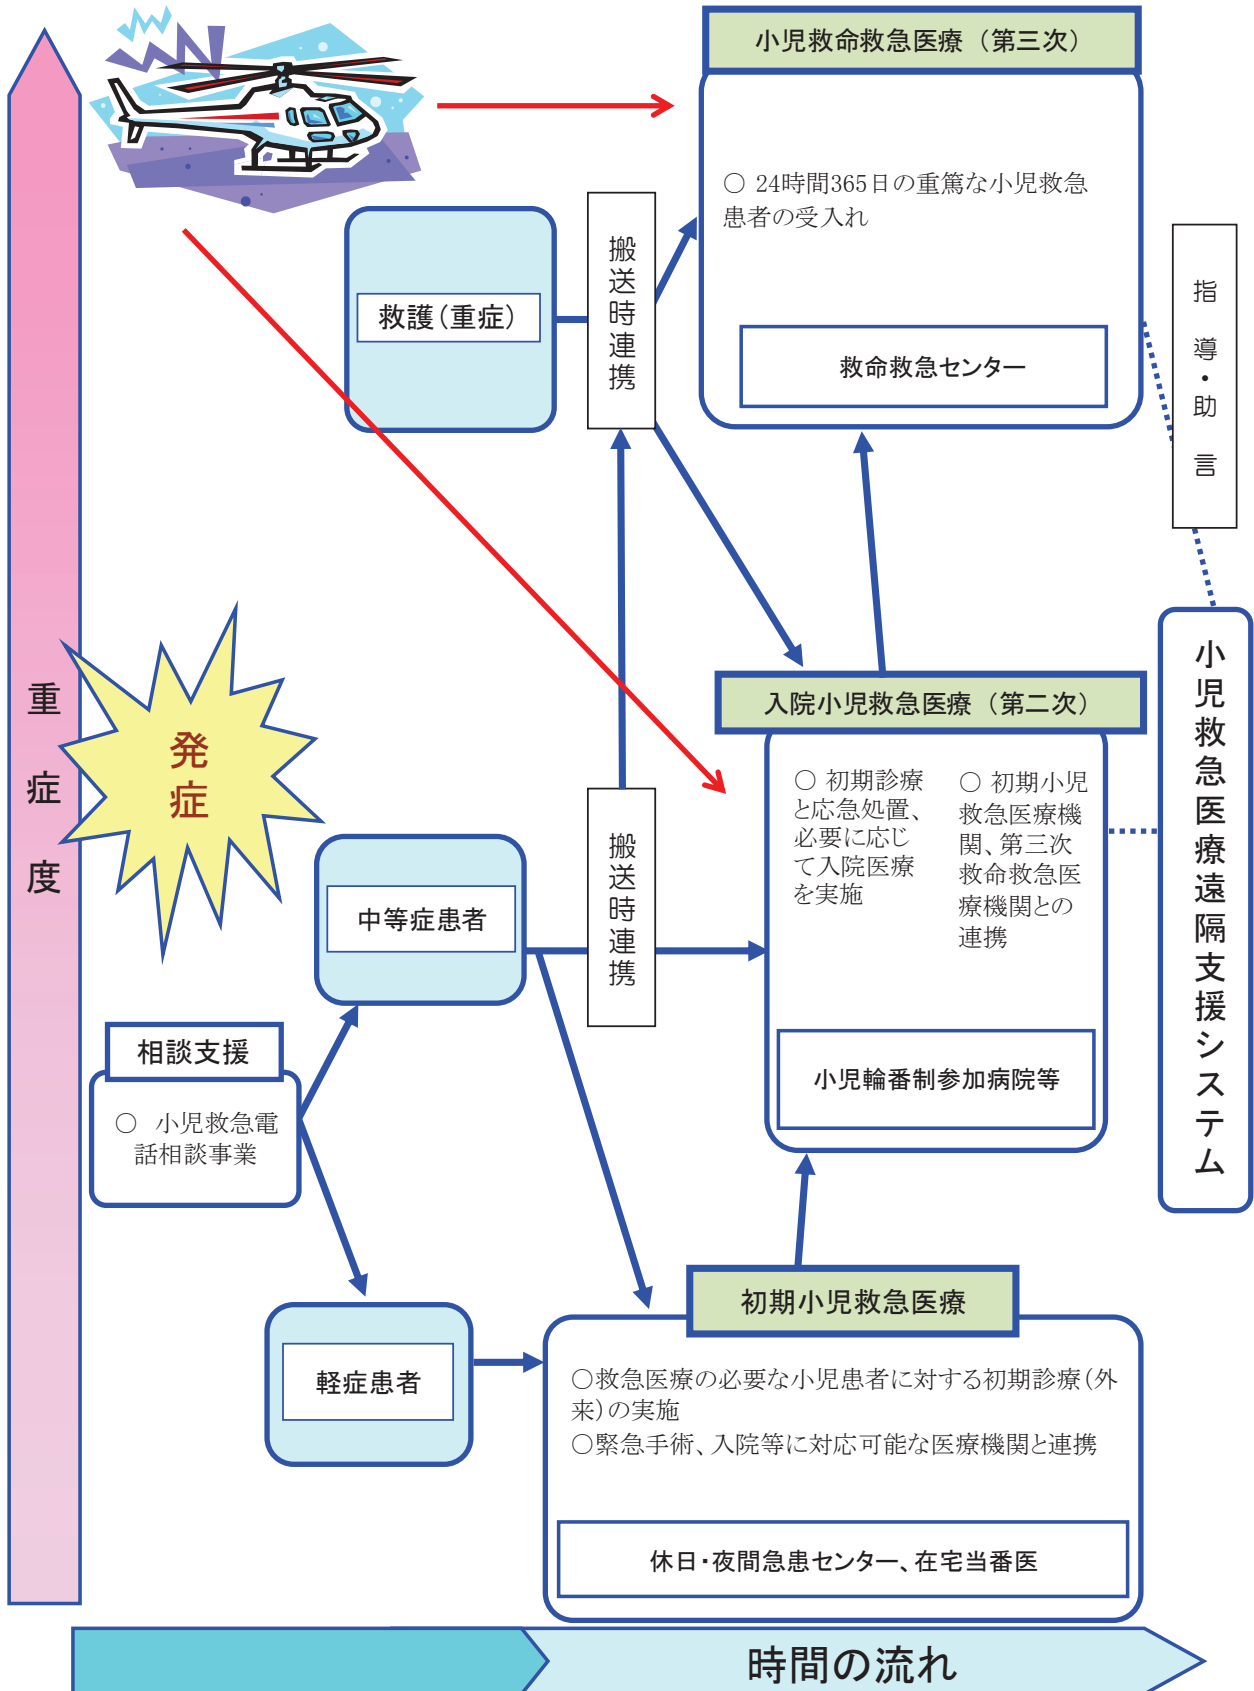 小児救命救急医療（第三次）
○ 24時間365日の重篤な小児救急
患者の受入れ
救命救急センター
救護（重症）
搬送時連携
指導・助言
重症度
発症
入院小児救急医療（第二次）
○ 初期診療
と応急処置、
必要に応じ
て入院医療
を実施
○ 初期小児
救急医療機
関、第三次
救命救急医
療機関との
連携
小児輪番制参加病院等
小児救急医療遠隔支援システム
中等症患者
搬送時連携
相談支援
○ 小児救急電
話相談事業
軽症患者
初期小児救急医療
○救急医療の必要な小児患者に対する初期診療（外
来）の実施
○緊急手術、入院等に対応可能な医療機関と連携
休日・夜間急患センター、在宅当番医
時間の流れ